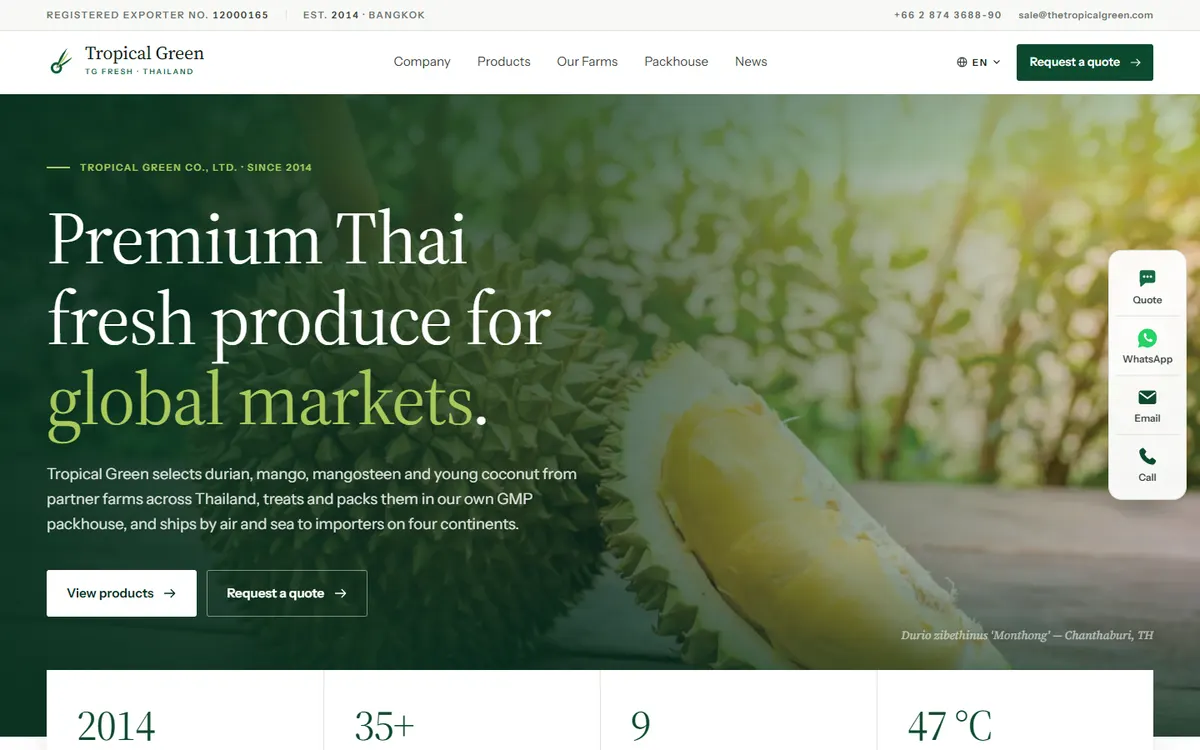 REGISTERED EXPORTER NO. 12000165
EST. 2014 · BANGKOK
+66 2 874 3688-90
sale@thetropicalgreen.com
Tropical Green
TG FRESH · THAILAND
Company
Products
Our Farms
Packhouse
News
EN
Request a quote →
TROPICAL GREEN CO., LTD. · SINCE 2014
Premium Thai
fresh produce for
global markets.
Tropical Green selects durian, mango, mangosteen and young coconut from
partner farms across Thailand, treats and packs them in our own GMP
packhouse, and ships by air and sea to importers on four continents.
View products →
Request a quote →
Quote
WhatsApp
Email
Call
Durio zibethinus 'Monthong' — Chanthaburi, TH
2014
35+
9
47 °C